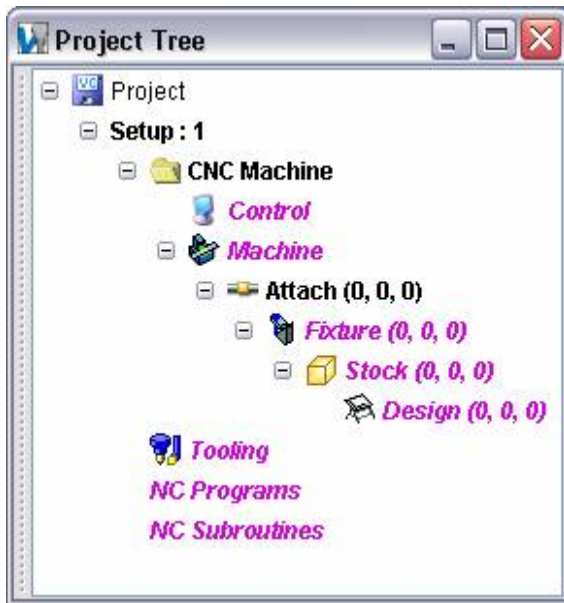 Project Tree
Project
Setup : 1
CNC Machine
Control
Machine
Attach (0, 0, 0)
Fixture (0, 0, 0)
Stock (0, 0, 0)
Design (0, 0, 0)
Tooling
NC Programs
NC Subroutines